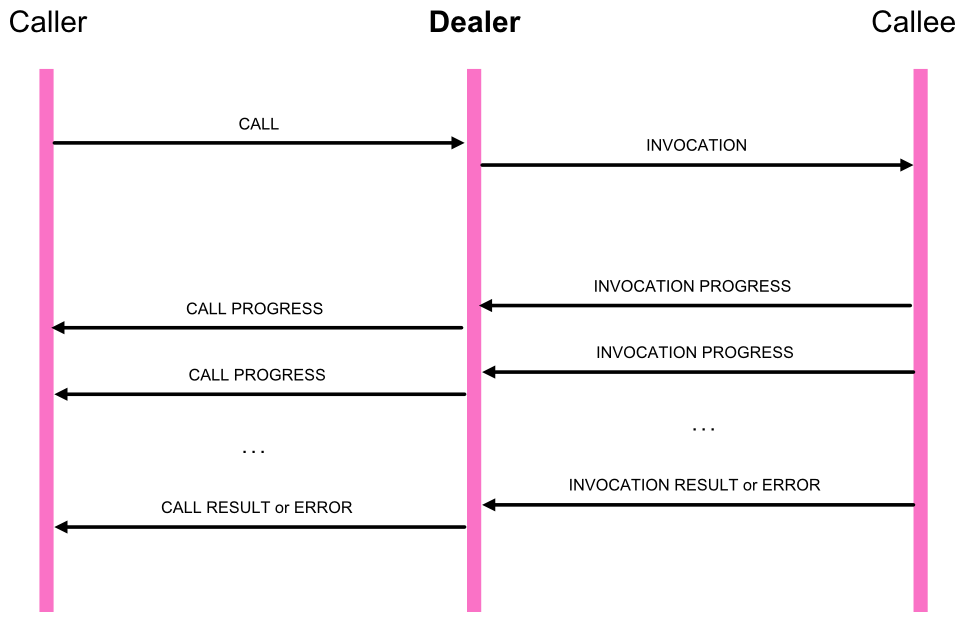 Caller
Dealer
Callee
CALL
INVOCATION
INVOCATION PROGRESS
CALL PROGRESS
INVOCATION PROGRESS
CALL PROGRESS
...
...
INVOCATION RESULT or ERROR
CALL RESULT or ERROR